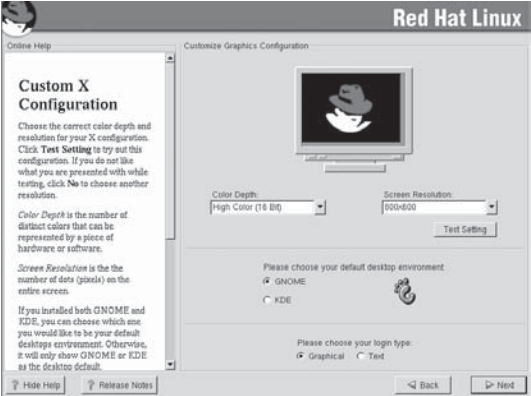 Red Hat Linux
Online Help
Custom X
Configuration
Choose the correct color depth and
resolution for your X configuration.
Click Test Setting to try out this
configuration. If you do not like
what you are presented with while
testing, click No to choose another
resolution.
Color Depth is the number of
distinct colors that can be
represented by a piece of
hardware or software.
Screen Resolution is the the
number of dots (pixels) on the
entire screen.
If you installed both GNOME and
KDE, you can choose which one
you would like to be your default
desktops environment. Otherwise,
it will only show GNOME or KDE
as the desktop default.
Customize Graphics Configuration
Color Depth:
High Color (16 Bit)
Screen Resolution:
800x600
Test Setting
Please choose your default desktop environment:
GNOME
KDE
Please choose your login type:
Graphical Text
Hide Help
Release Notes
Back
Next